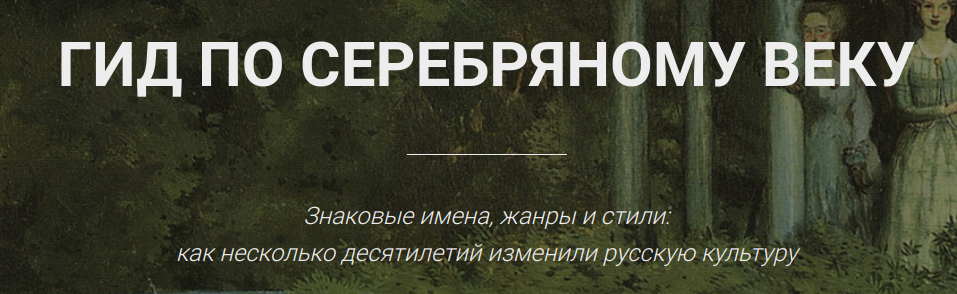 ГИД ПО СЕРЕБРЯНОМУ ВЕКУ
Знаковые имена, жанры и стили:
как несколько десятилетий изменили русскую культуру